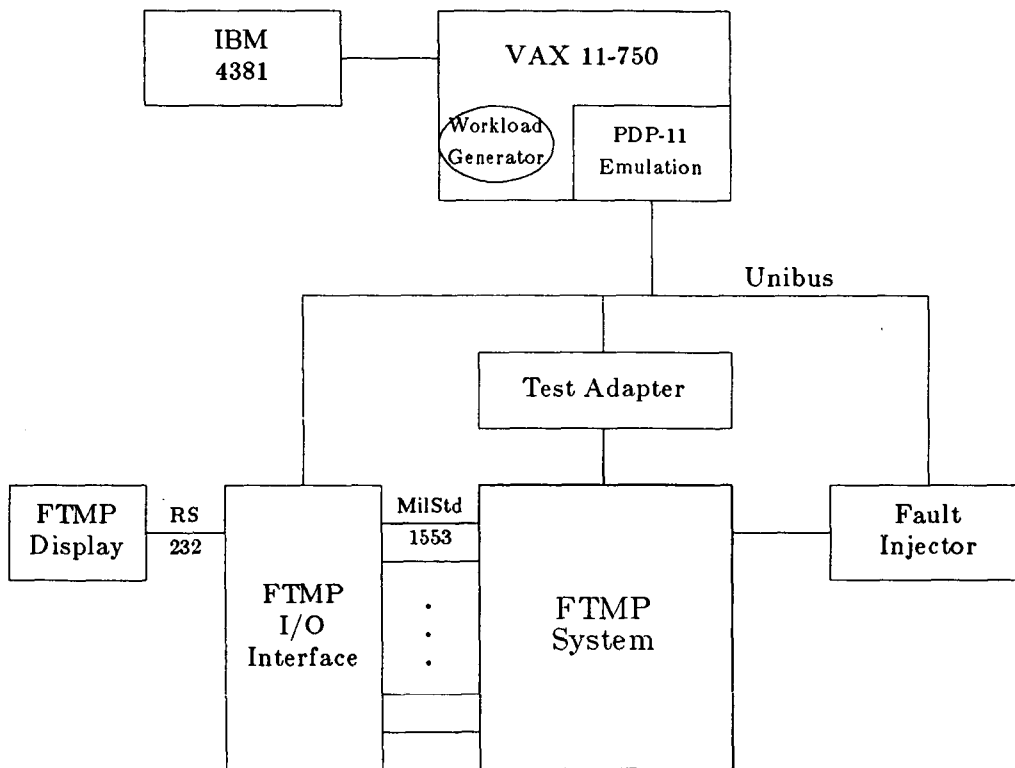 IBM
4381
VAX 11-750
Workload
Generator
PDP-11
Emulation
Unibus
Test Adapter
FTMP
Display
RS
232
FTMP
I/O
Interface
MilStd
1553
FTMP
System
Fault
Injector